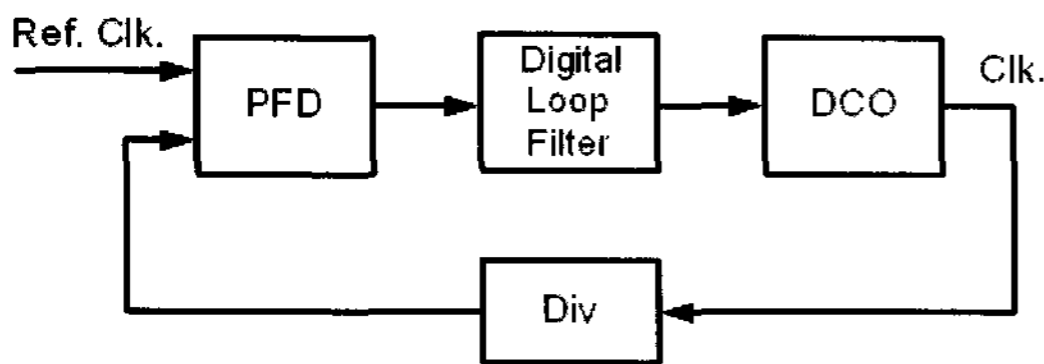 Ref. Clk.
PFD
Digital
Loop
Filter
DCO
Clk.
Div